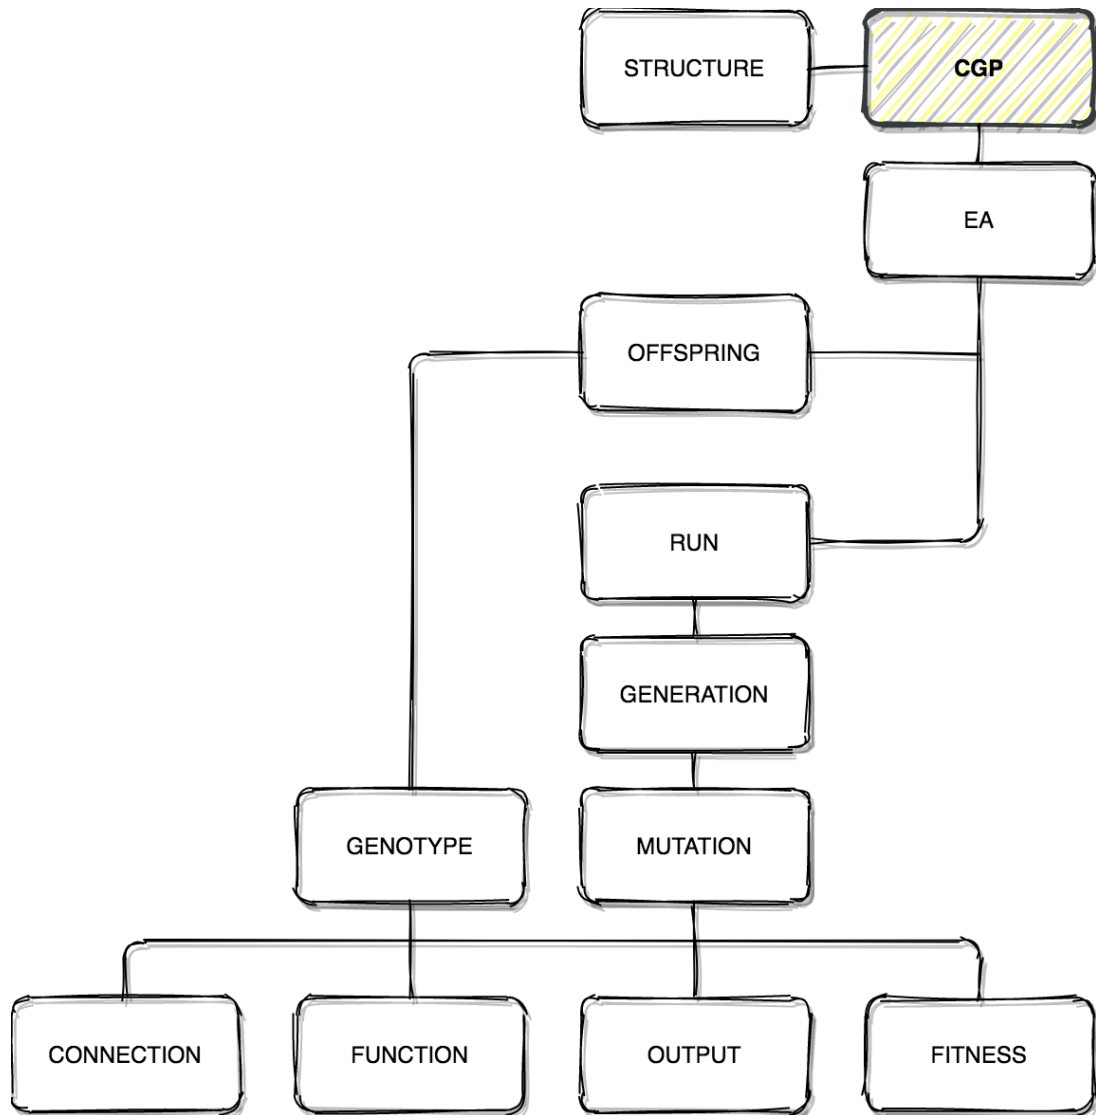 STRUCTURE
CGP
EA
OFFSPRING
RUN
GENERATION
GENOTYPE
MUTATION
CONNECTION
FUNCTION
OUTPUT
FITNESS